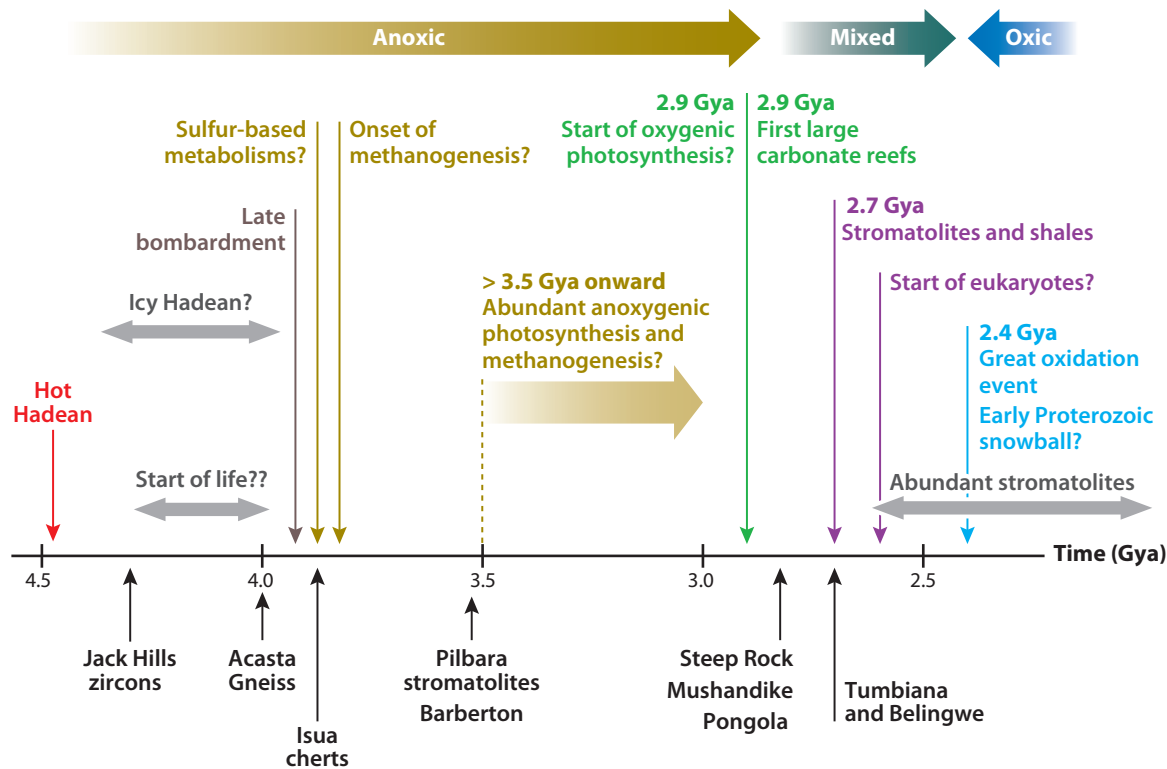 Anoxic
Mixed
Oxic
Sulfur-based
metabolisms?
Onset of
methanogenesis?
2.9 Gya
Start of oxygenic
photosynthesis?
2.9 Gya
First large
carbonate reefs
Late
bombardment
2.7 Gya
Stromatolites and shales
Icy Hadean?
> 3.5 Gya onward
Abundant anoxygenic
photosynthesis and
methanogenesis?
Start of eukaryotes?
2.4 Gya
Great oxidation
event
Early Proterozoic
snowball?
Hot
Hadean
Start of life??
Abundant stromatolites
Time (Gya)
4.5
4.0
3.5
3.0
2.5
Jack Hills
zircons
Acasta
Gneiss
Isua
cherts
Pilbara
stromatolites
Barberton
Steep Rock
Mushandike
Pongola
Tumbiana
and Belingwe